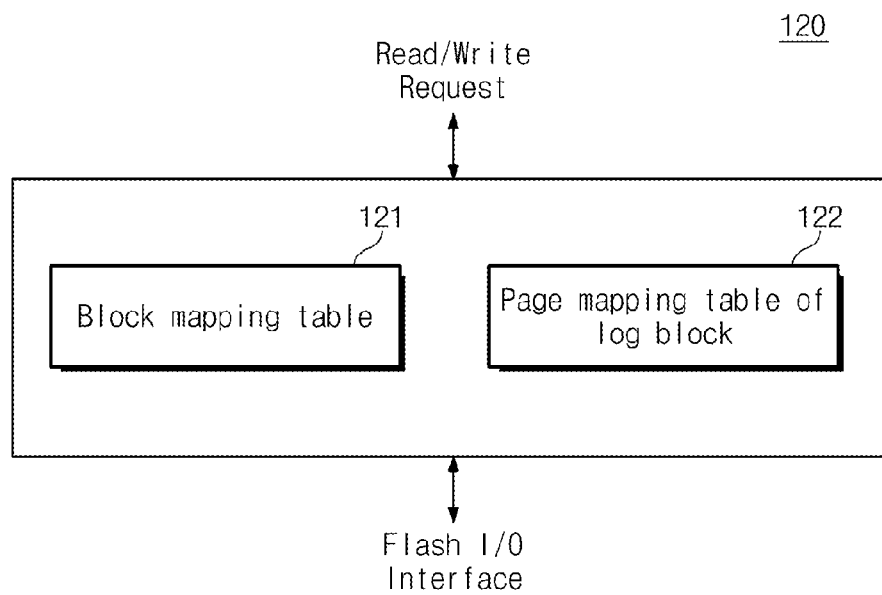 120
Read/Write
Request
121
122
Block mapping table
Page mapping table of
log block
Flash I/O
Interface